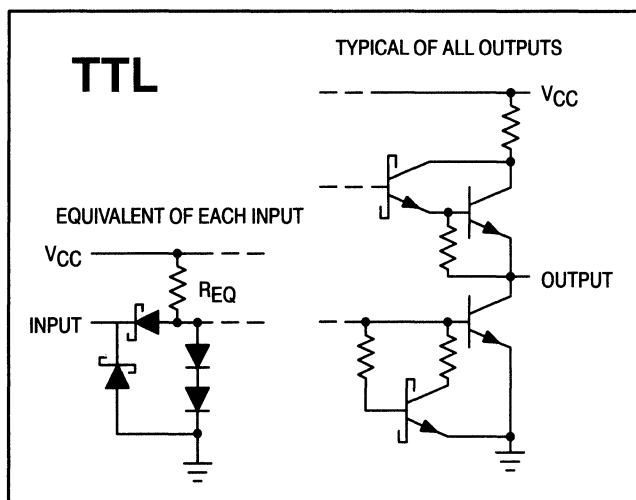 TTL
TYPICAL OF ALL OUTPUTS
VCC
EQUIVALENT OF EACH INPUT
VCC
REQ
INPUT
OUTPUT